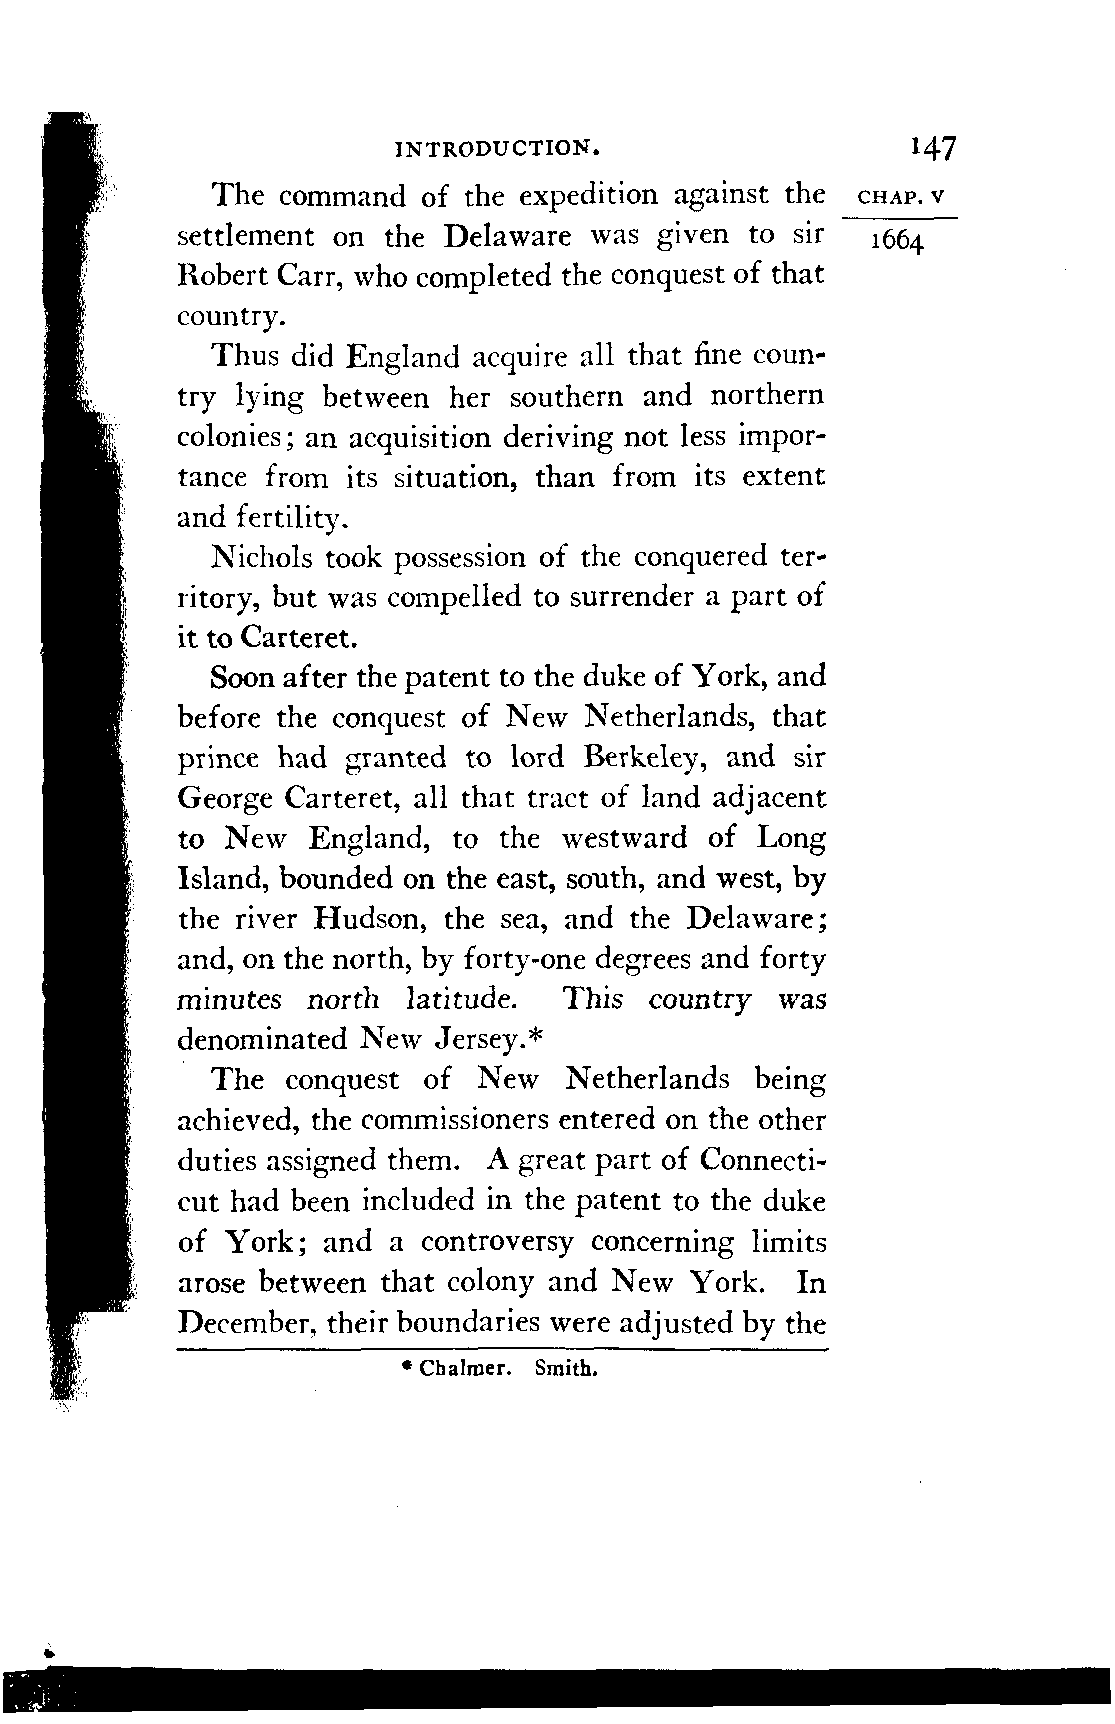 INTRODUCTION. 147
The command of the expedition against the CHAP. V
settlement on the Delaware was given to sir 1664
Robert Carr, who completed the conquest of that
country.
Thus did England acquire all that fine coun-
try lying between her southern and northern
colonies; an acquisition deriving not less impor-
tance from its situation, than from its extent
and fertility.
Nichols took possession of the conquered ter-
ritory, but was compelled to surrender a part of
it to Carteret.
Soon after the patent to the duke of York, and
before the conquest of New Netherlands, that
prince had granted to lord Berkeley, and sir
George Carteret, all that tract of land adjacent
to New England, to the westward of Long
Island, bounded on the east, south, and west, by
the river Hudson, the sea, and the Delaware;
and, on the north, by forty-one degrees and forty
minutes north latitude. This country was
denominated New Jersey.*
The conquest of New Netherlands being
achieved, the commissioners entered on the other
duties assigned them. A great part of Connecti-
cut had been included in the patent to the duke
of York; and a controversy concerning limits
arose between that colony and New York. In
December, their boundaries were adjusted by the
* Chalmer. Smith.